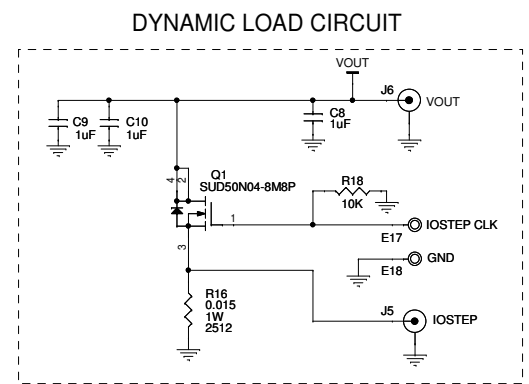 DYNAMIC LOAD CIRCUIT
VOUT
J6
VOUT
C9
1uF
C10
1uF
C8
1uF
Q1
SUD50N04-8M8P
4
2
1
3
R18
10K
IOSTEP CLK
E17
GND
E18
R16
0.015
1W
2512
J5
IOSTEP